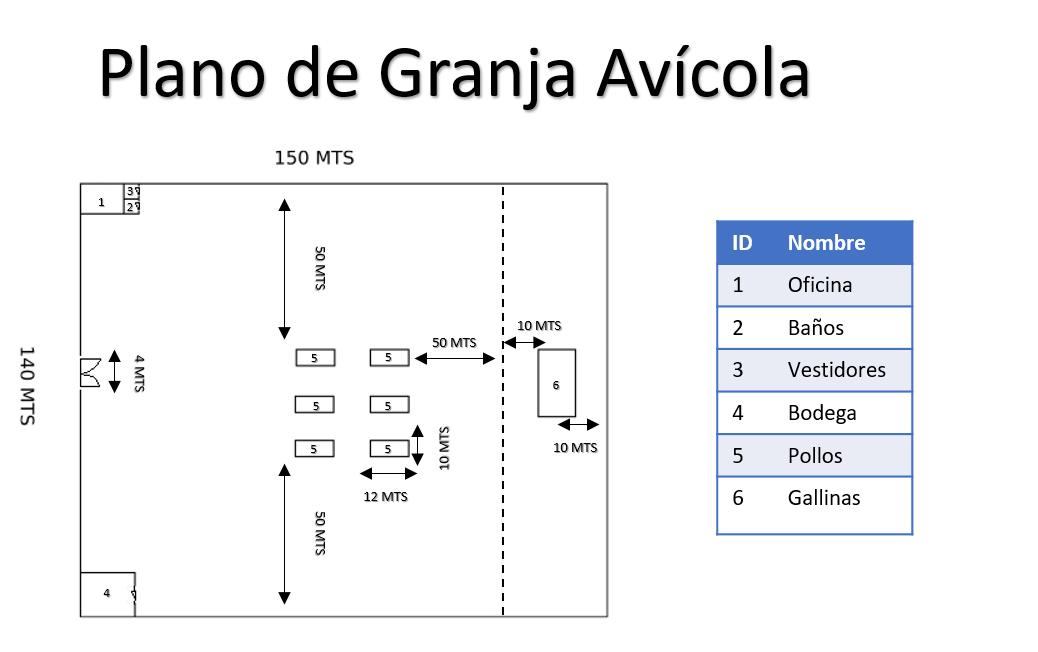 Plano de Granja Avícola
150 MTS
140 MTS
1
3
2
50 MTS
4 MTS
5
5
50 MTS
10 MTS
6
5
5
10 MTS
5
5
10 MTS
12 MTS
50 MTS
4
ID Nombre
1 Oficina
2 Baños
3 Vestidores
4 Bodega
5 Pollos
6 Gallinas